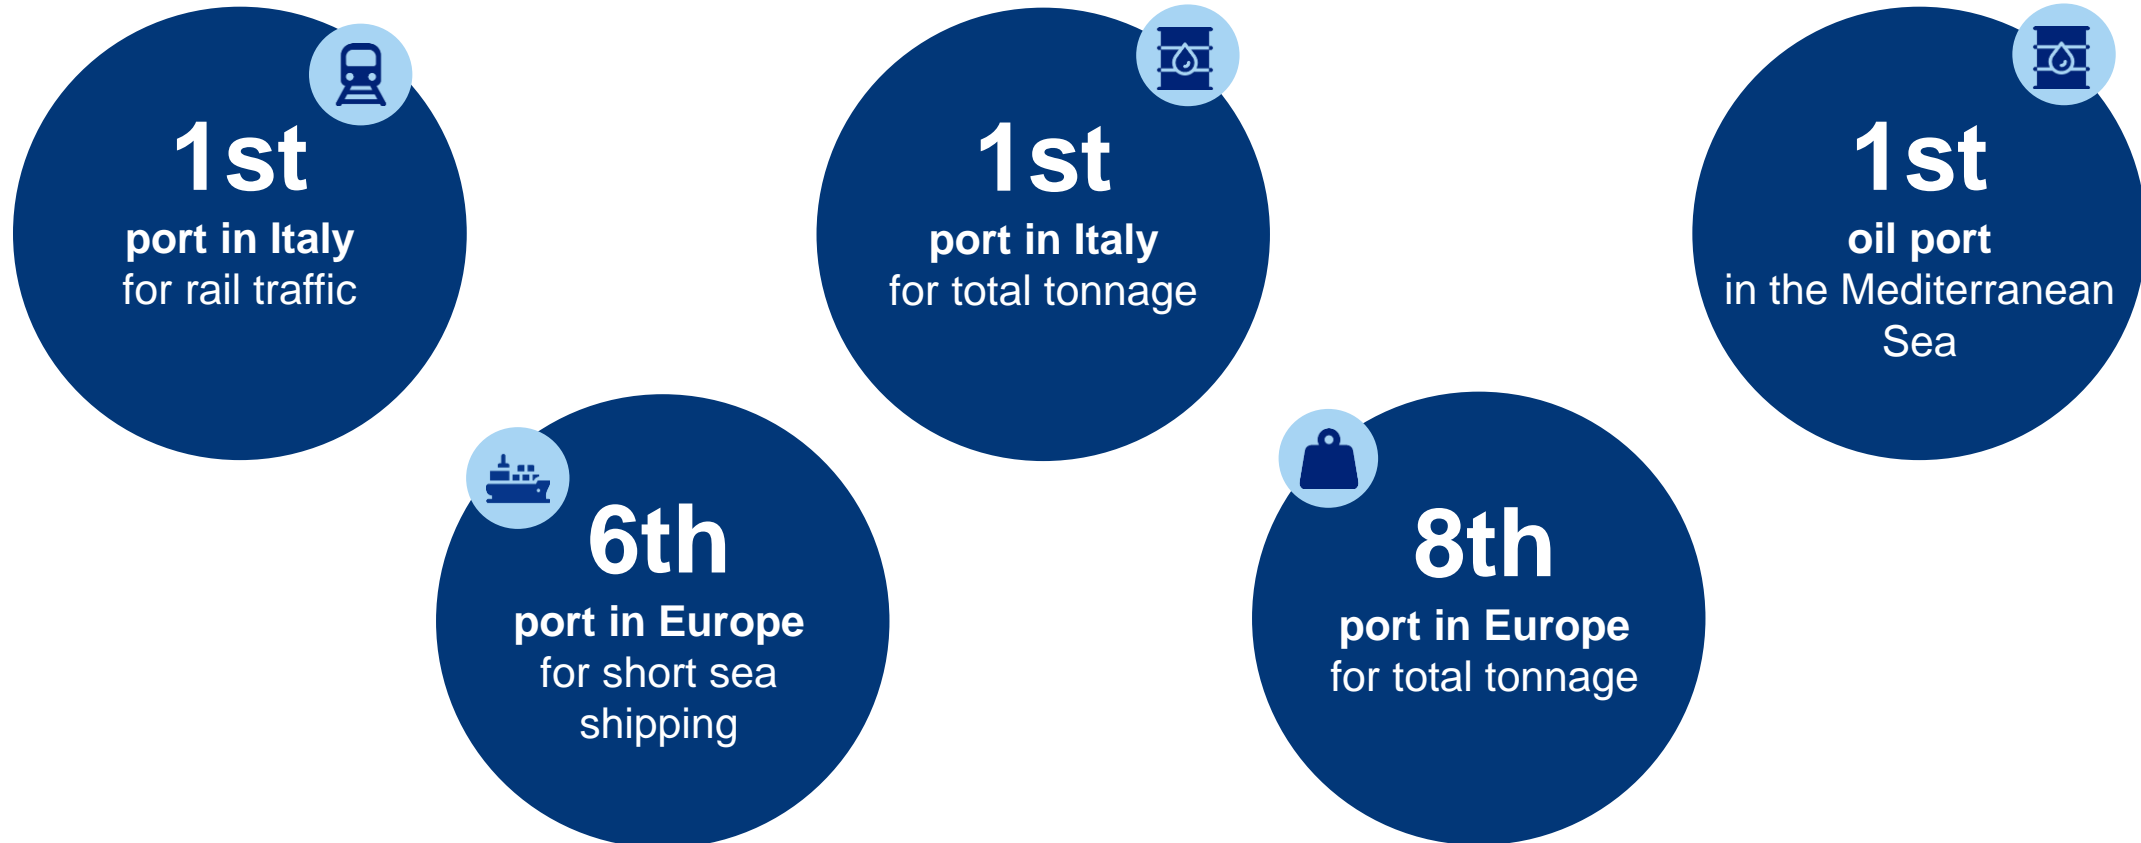 1st
port in Italy
for rail traffic
1st
port in Italy
for total tonnage
1st
oil port
in the Mediterranean
Sea
6th
port in Europe
for short sea
shipping
8th
port in Europe
for total tonnage